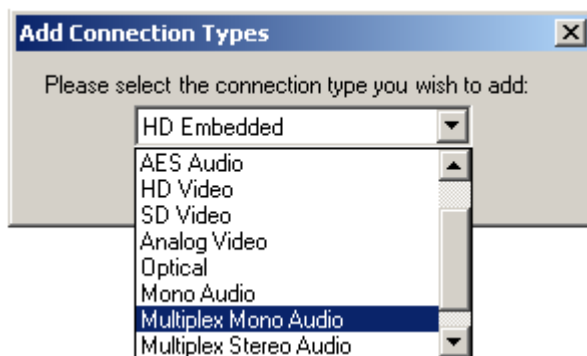 Add Connection Types
Please select the connection type you wish to add:
HD Embedded
AES Audio
HD Video
SD Video
Analog Video
Optical
Mono Audio
Multiplex Mono Audio
Multiplex Stereo Audio